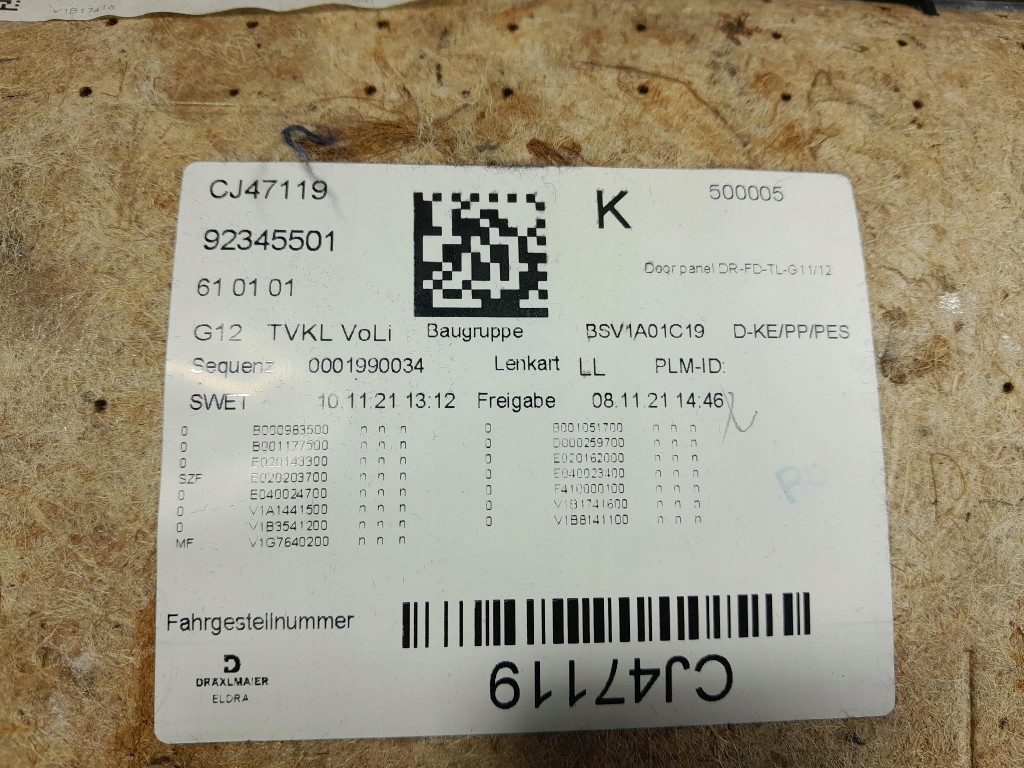 V1B17416
CJ47119 K 500005
92345501
Door panel DR-FD-TL-G11/12
61 01 01
G12 TVKL VoLi Baugruppe BSV1A01C19 D-KE/PP/PES
Sequenz 0001990034 Lenkart LL PLM-ID:
SWET 10.11.21 13:12 Freigabe 08.11.21 14:46
0 B000983500 n n n 0 B001051700 n n n
0 B001177500 n n n 0 D000259700 n n n
0 E020143300 n n n 0 E020162000 n n n
SZF E020203700 n n n 0 E040023400 n n n
0 E040024700 n n n 0 F410000100 n n n
0 V1A1441500 n n n 0 V1B1741600 n n n
0 V1B3541200 n n n 0 V1B8141100 n n n
MF V1G7640200 n n n
Fahrgestellnummer
CJ47119
DRÄXLMAIER
ELDRA